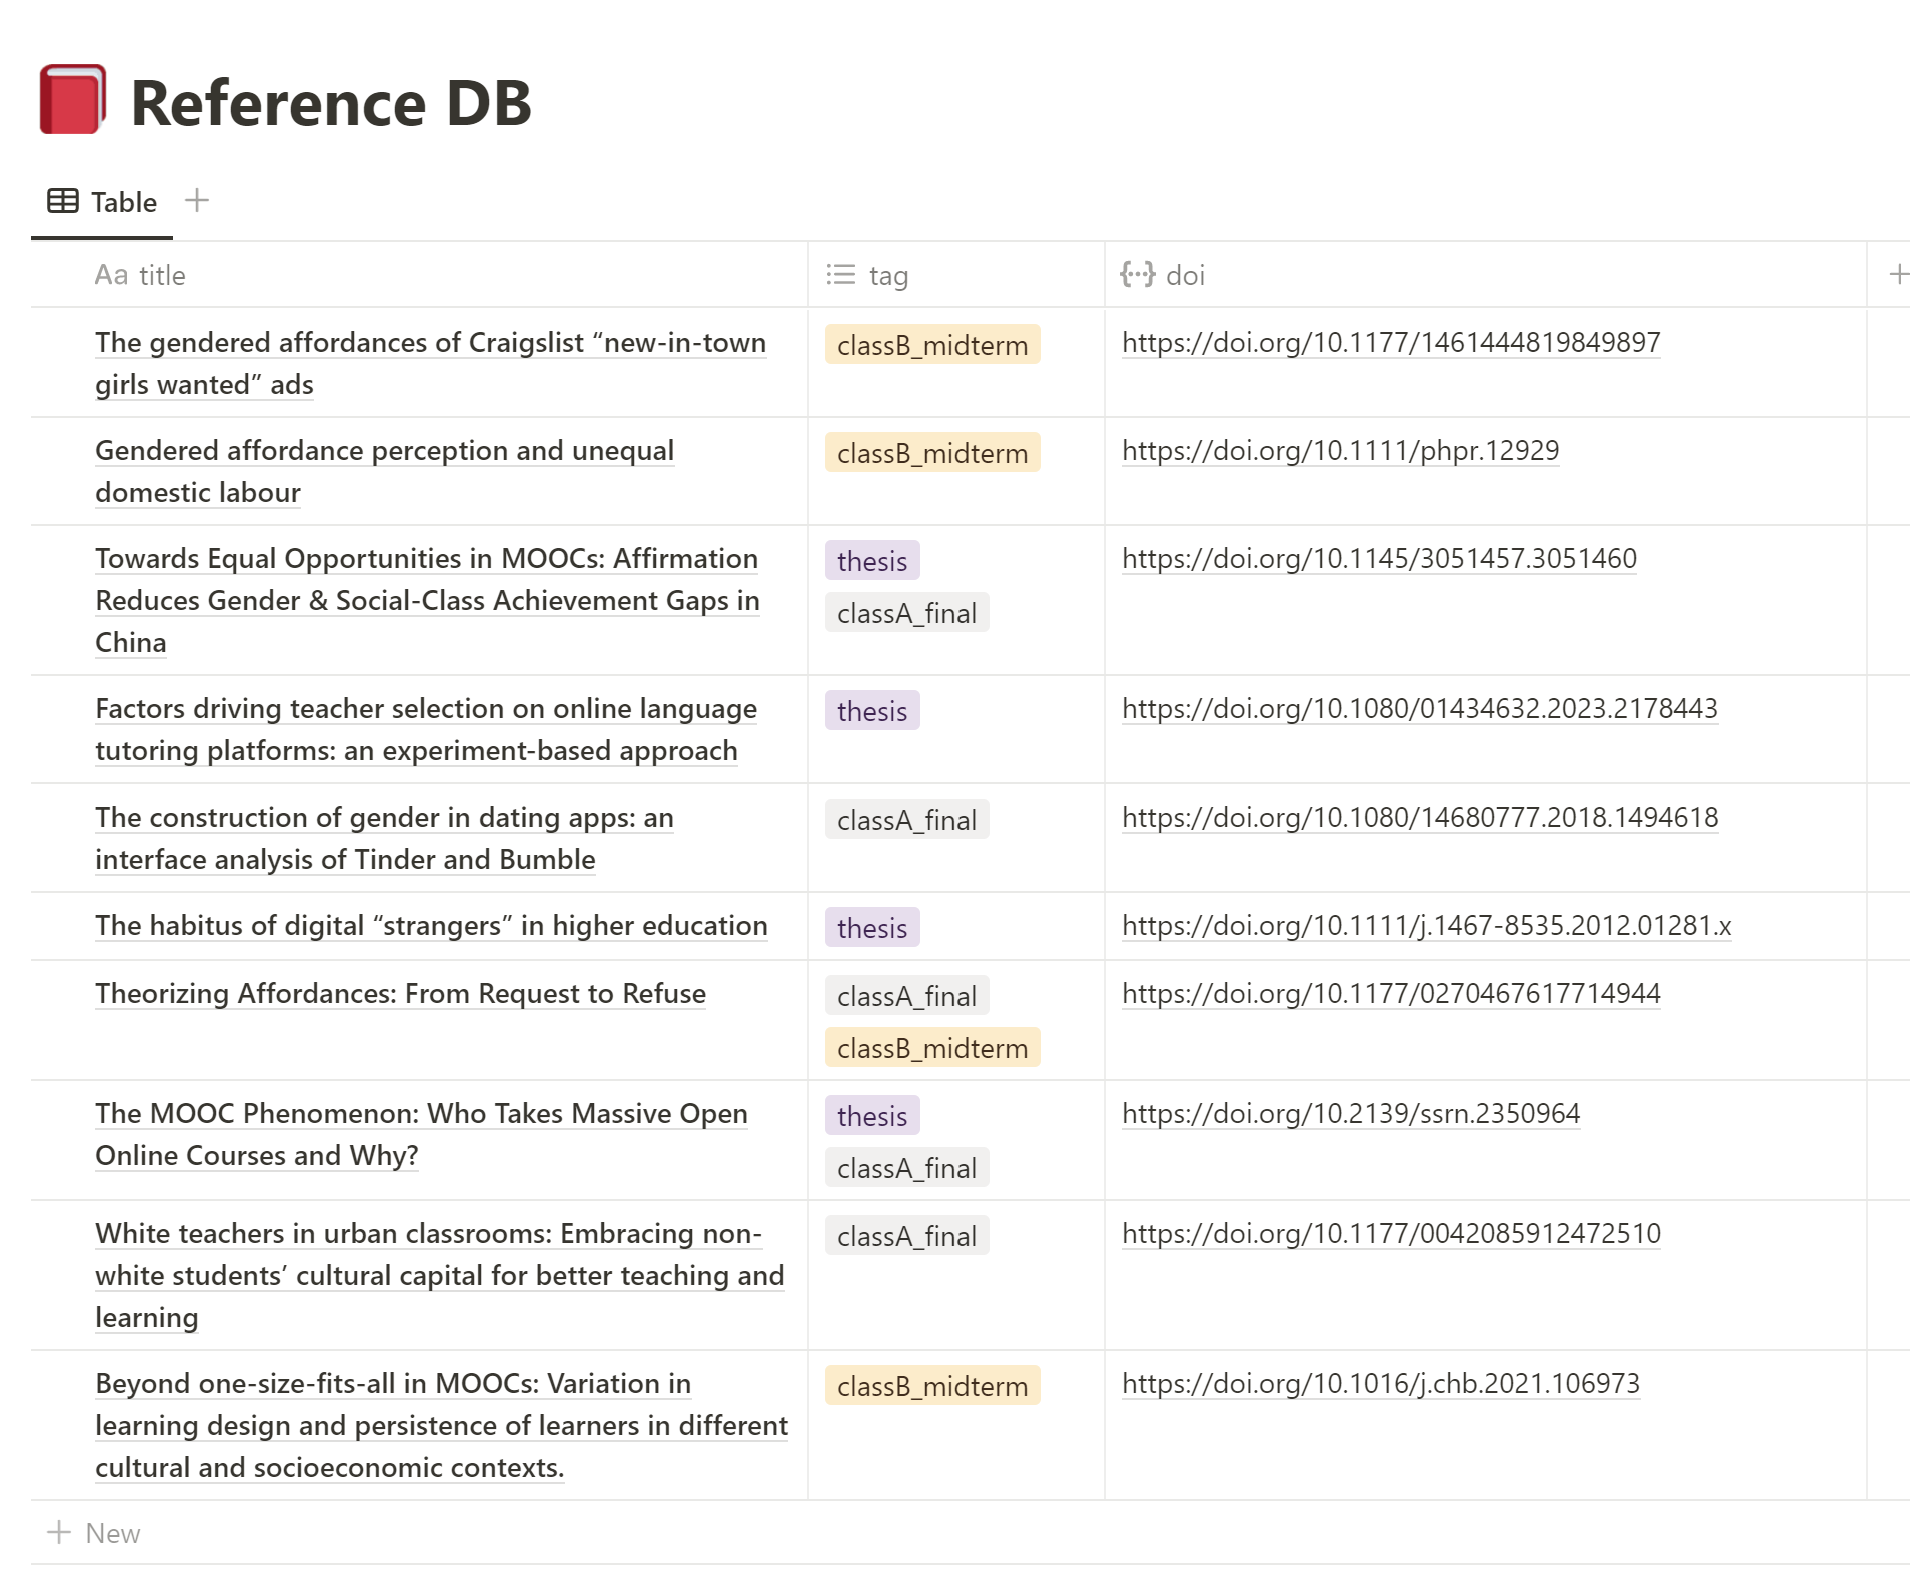 Reference DB
Table
Aa title
tag
doi
The gendered affordances of Craigslist “new-in-town
girls wanted” ads
classB_midterm
https://doi.org/10.1177/1461444819849897
Gendered affordance perception and unequal
domestic labour
classB_midterm
https://doi.org/10.1111/phpr.12929
Towards Equal Opportunities in MOOCs: Affirmation
Reduces Gender & Social-Class Achievement Gaps in
China
thesis
classA_final
https://doi.org/10.1145/3051457.3051460
Factors driving teacher selection on online language
tutoring platforms: an experiment-based approach
thesis
https://doi.org/10.1080/01434632.2023.2178443
The construction of gender in dating apps: an
interface analysis of Tinder and Bumble
classA_final
https://doi.org/10.1080/14680777.2018.1494618
The habitus of digital “strangers” in higher education
thesis
https://doi.org/10.1111/j.1467-8535.2012.01281.x
Theorizing Affordances: From Request to Refuse
classA_final
classB_midterm
https://doi.org/10.1177/0270467617714944
The MOOC Phenomenon: Who Takes Massive Open
Online Courses and Why?
thesis
classA_final
https://doi.org/10.2139/ssrn.2350964
White teachers in urban classrooms: Embracing non-
white students’ cultural capital for better teaching and
learning
classA_final
https://doi.org/10.1177/0042085912472510
Beyond one-size-fits-all in MOOCs: Variation in
learning design and persistence of learners in different
cultural and socioeconomic contexts.
classB_midterm
https://doi.org/10.1016/j.chb.2021.106973
New